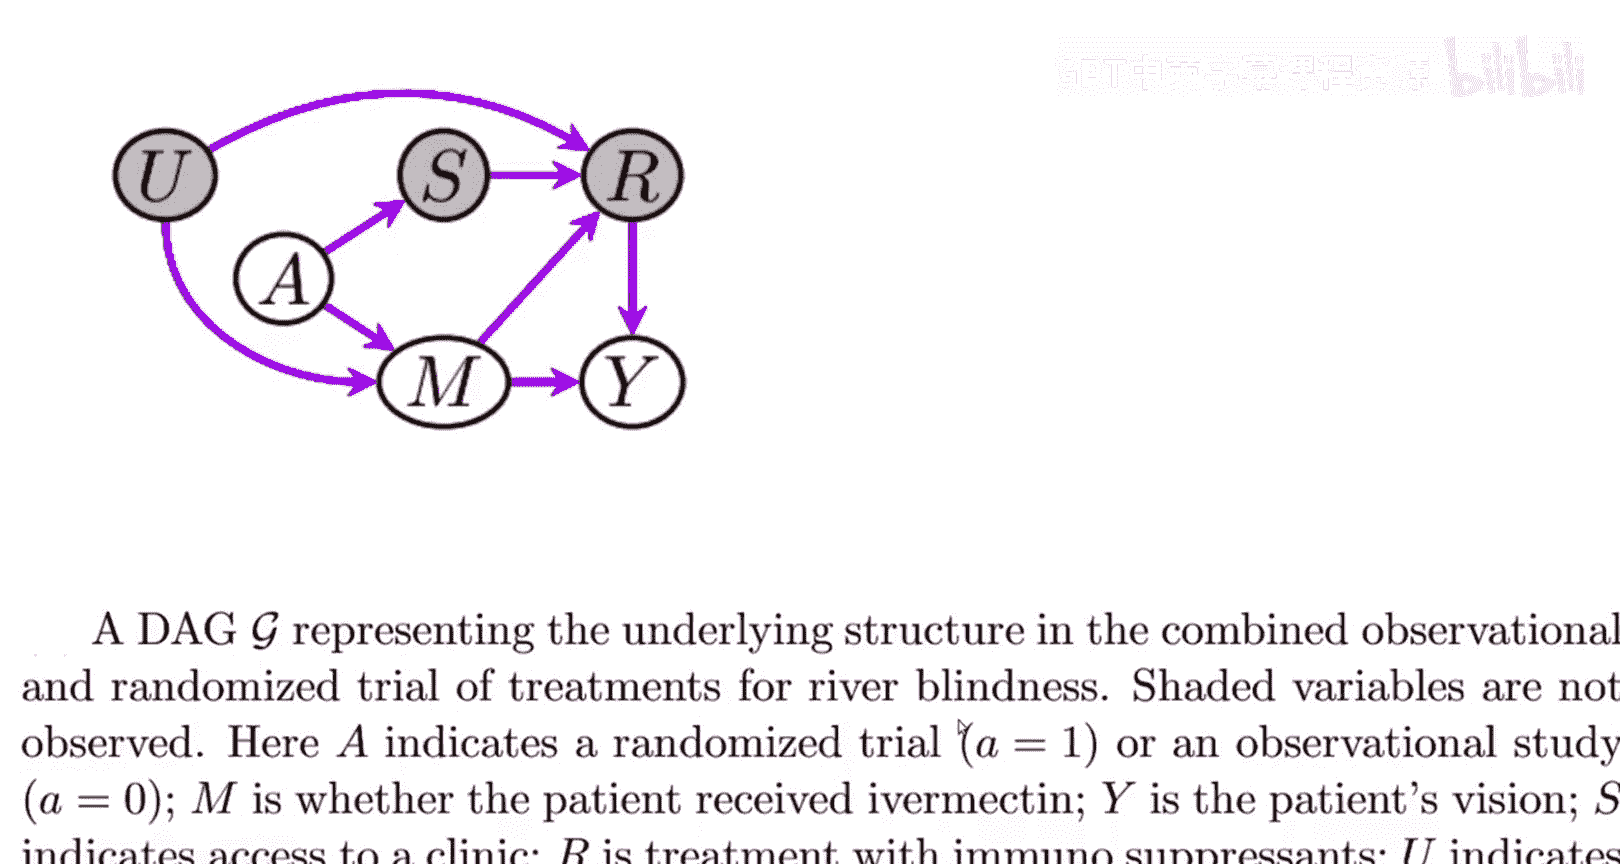 bilibili
U
S
R
A
M
Y
A DAG 𝒢 representing the underlying structure in the combined observational
and randomized trial of treatments for river blindness. Shaded variables are not
observed. Here A indicates a randomized trial (a = 1) or an observational study
(a = 0); M is whether the patient received ivermectin; Y is the patient's vision; S
indicates access to a clinic; R is treatment with immuno suppressants; U indicates